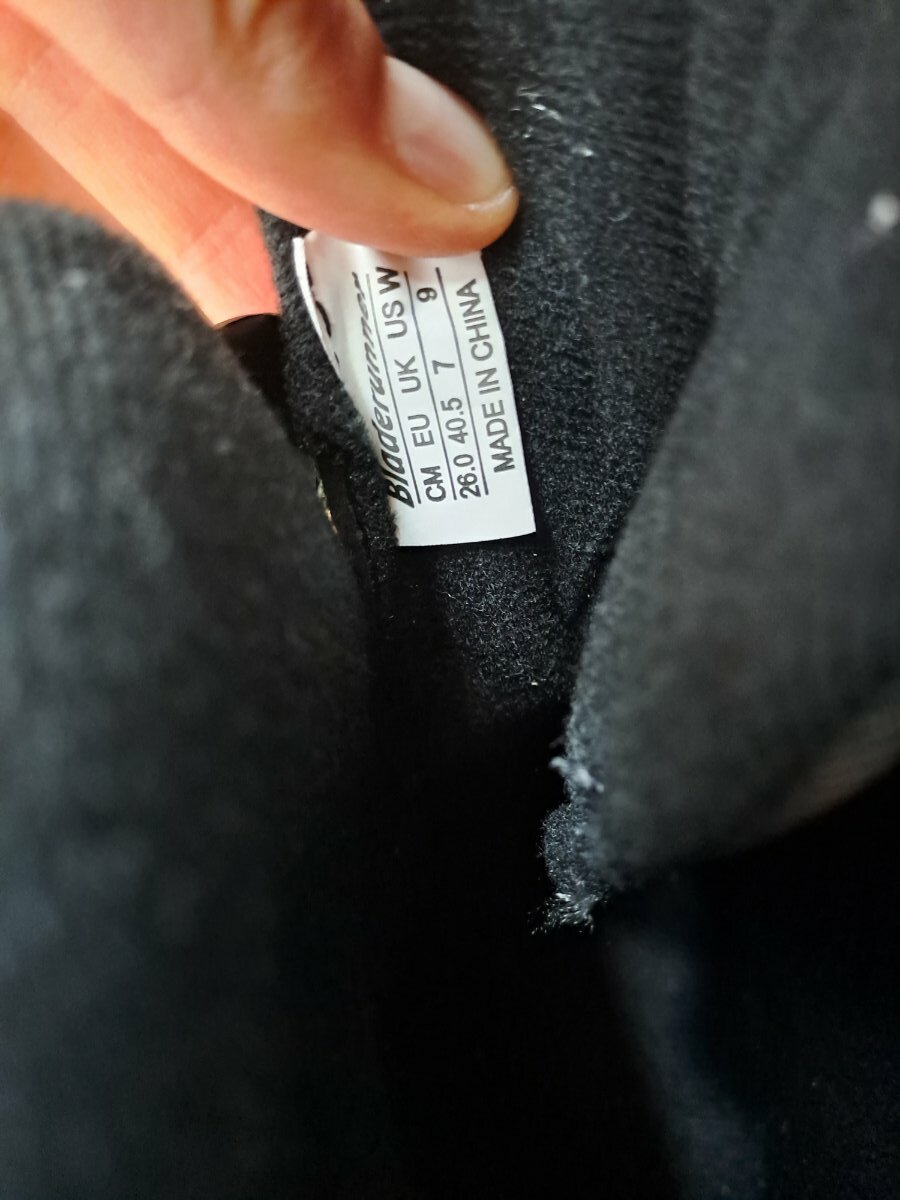 Bladerunner
CM EU UK US W
26.0 40.5 7 9
MADE IN CHINA